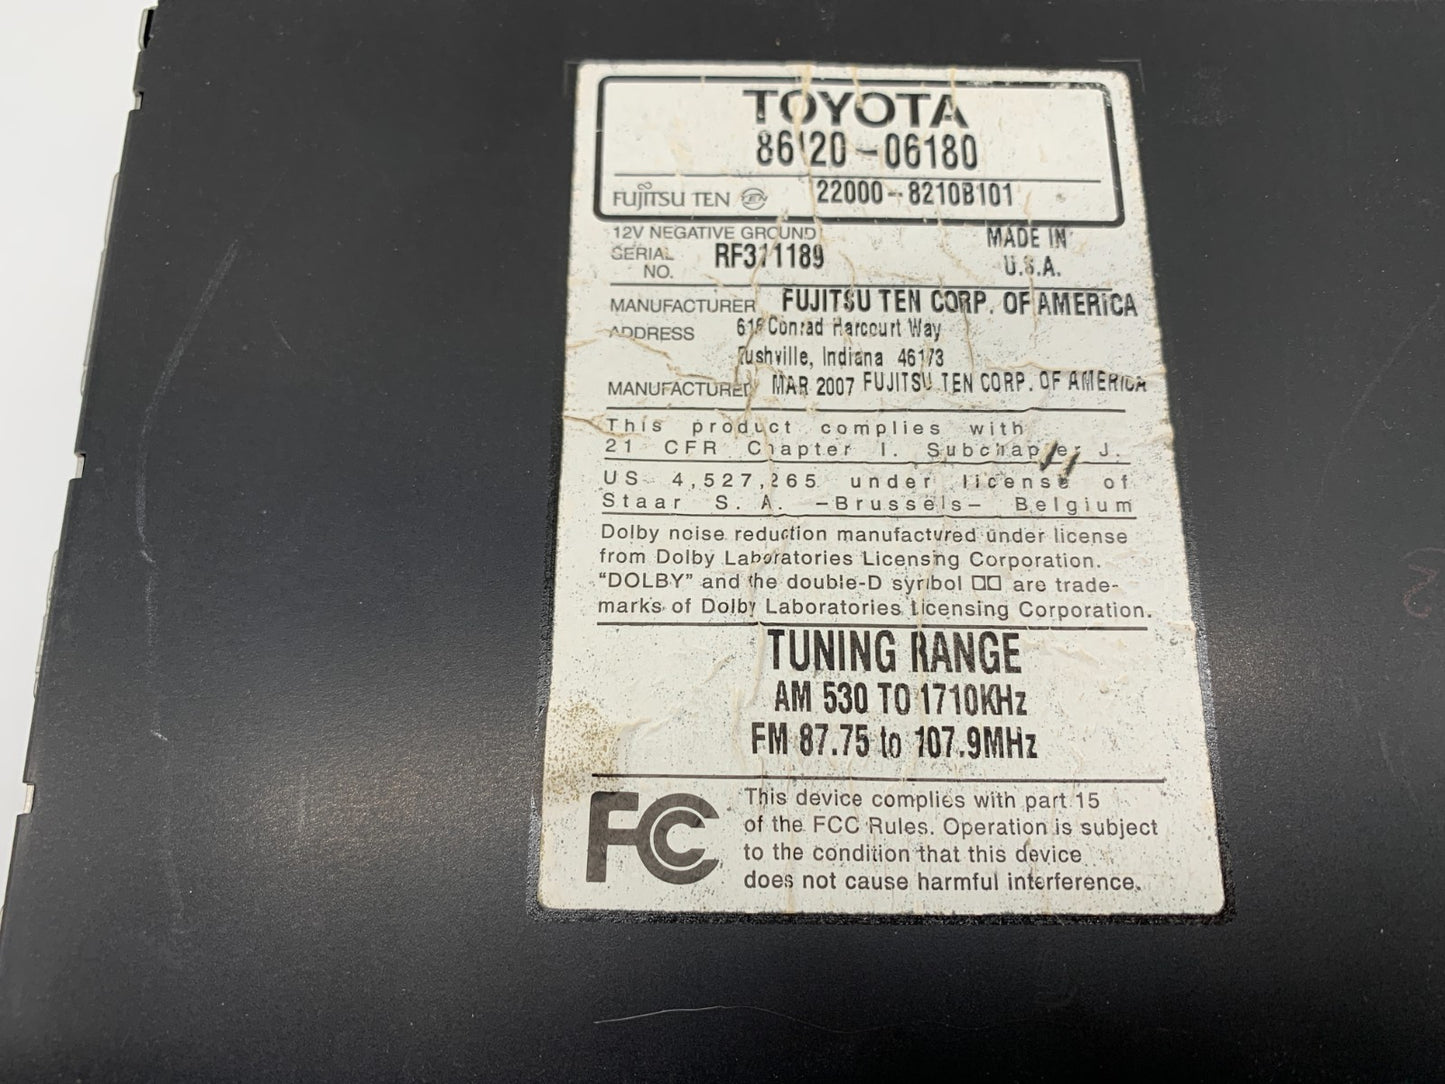 TOYOTA
86120-06180
FUJITSU TEN TEN 22000-8210B101
12V NEGATIVE GROUND
SERIAL NO. RF311189
MADE IN U.S.A.
MANUFACTURER FUJITSU TEN CORP. OF AMERICA
ADDRESS 616 Conrad Harcourt Way
Rushville, Indiana 46173
MANUFACTURED MAR 2007 FUJITSU TEN CORP. OF AMERICA
This product complies with
21 CFR Chapter I. Subchapter J.
US 4,527,265 under license of
Staar S.A. -Brussels- Belgium
Dolby noise reduction manufactured under license
from Dolby Laboratories Licensing Corporation.
"DOLBY" and the double-D symbol are trade-
marks of Dolby Laboratories Licensing Corporation.
TUNING RANGE
AM 530 TO 1710KHz
FM 87.75 to 107.9MHz
FC This device complies with part 15
of the FCC Rules. Operation is subject
to the condition that this device
does not cause harmful interference.